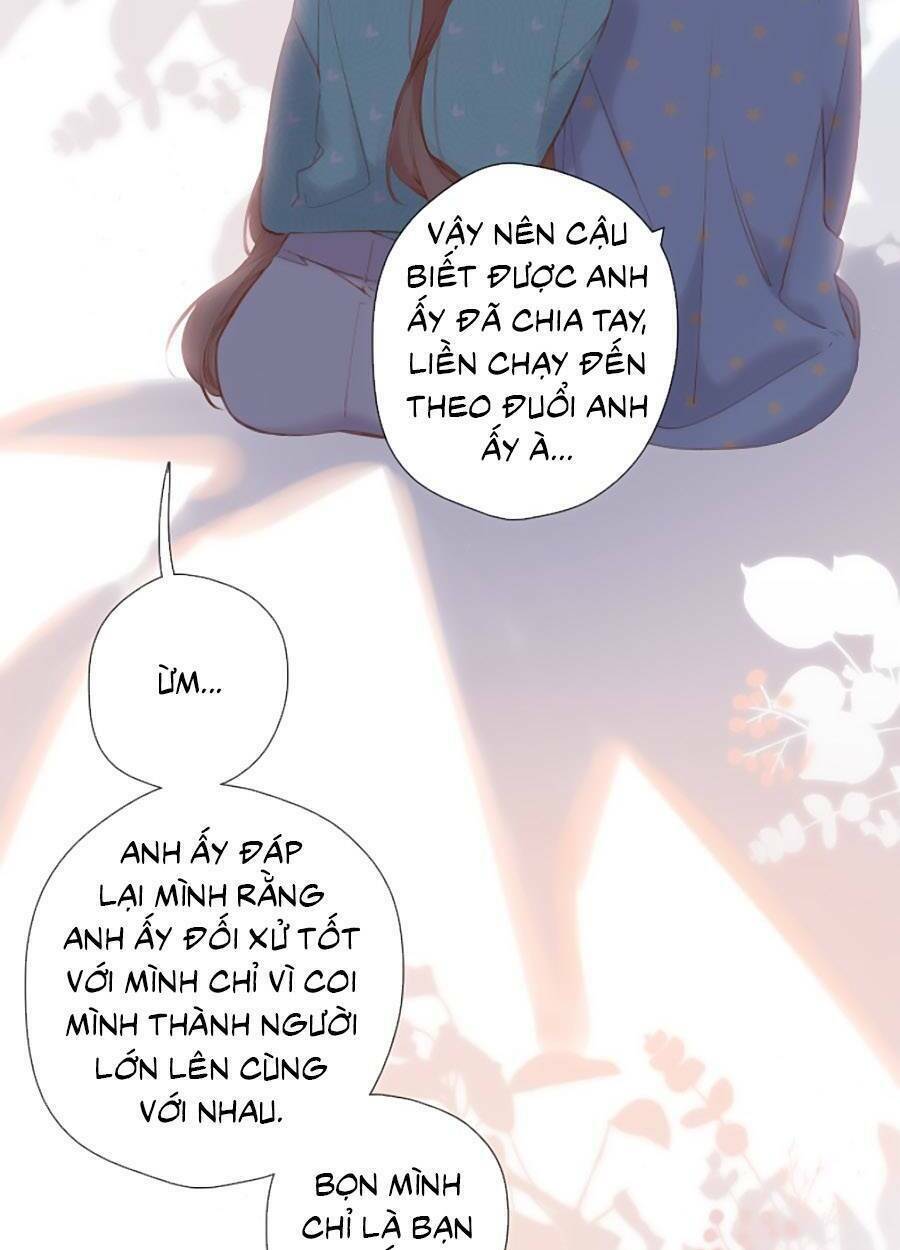 VẬY NÊN CẬU
BIẾT ĐƯỢC ANH
ẤY ĐÃ CHIA TAY,
LIỀN CHẠY ĐẾN
THEO ĐUỔI ANH
ẤY À...
ỪM...
ANH ẤY ĐÁP
LẠI MÌNH RẰNG
ANH ẤY ĐỐI XỬ TỐT
VỚI MÌNH CHỈ VÌ COI
MÌNH THÀNH NGƯỜI
LỚN LÊN CÙNG
VỚI NHAU.
BỌN MÌNH
CHỈ LÀ BẠN